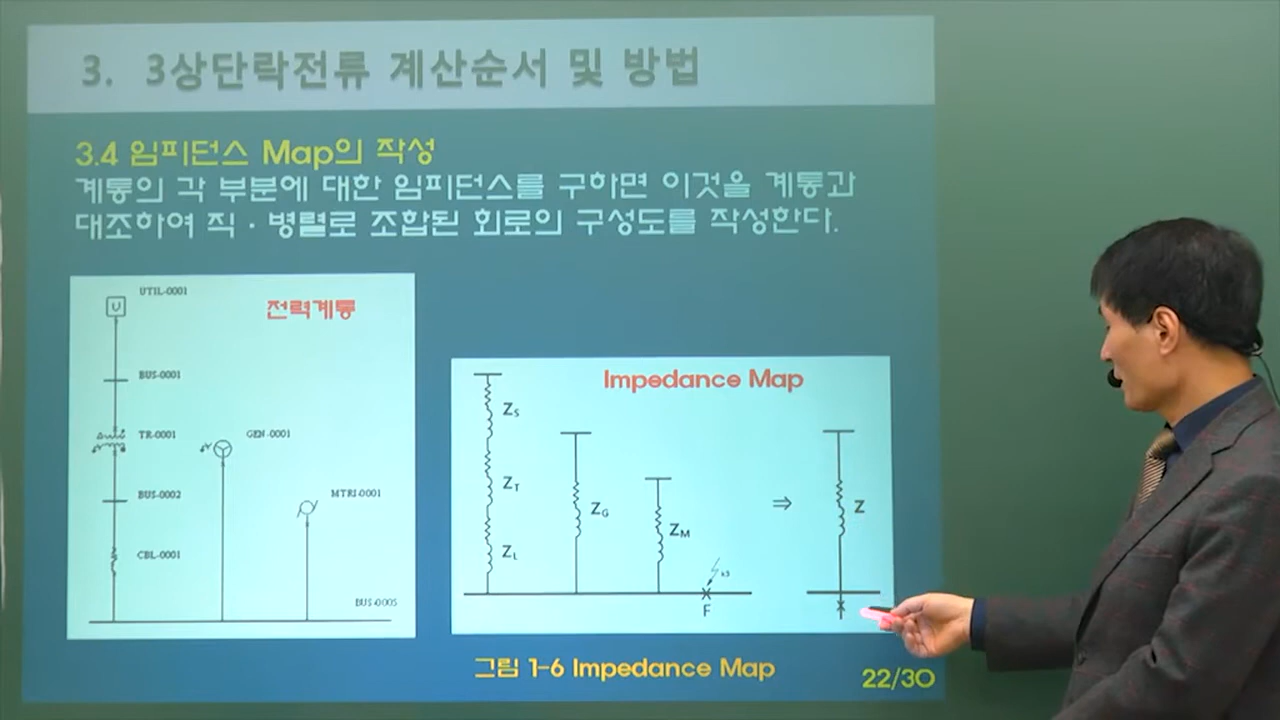 3. 3상단락전류 계산순서 및 방법
3.4 임피던스 Map의 작성
계통의 각 부분에 대한 임피던스를 구하면 이것을 계통과
대조하여 직 · 병렬로 조합된 회로의 구성도를 작성한다.
전력계통
UTIL-0001
U
BUS-0001
TR-0001
GEN-0001
BUS-0002
MTRI-0001
CBL-0001
BUS-0005
Impedance Map
ZS
ZT
ZL
ZG
ZM
F
⇒
Z
그림 1-6 Impedance Map
22/30